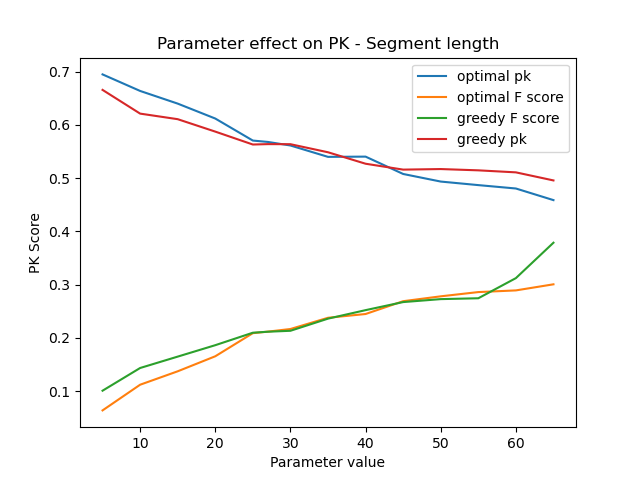 Parameter effect on PK - Segment length
optimal pk
optimal F score
greedy F score
greedy pk
0.7
0.6
0.5
0.4
0.3
0.2
0.1
PK Score
10
20
30
40
50
60
Parameter value